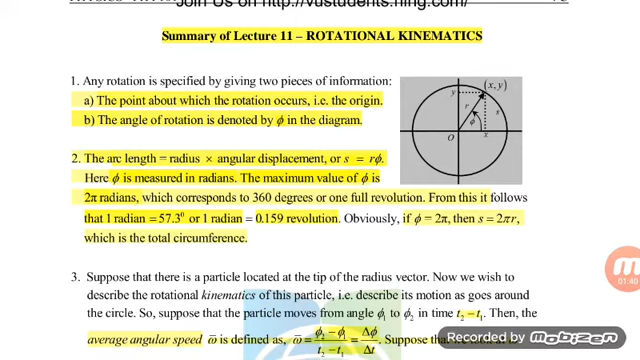 Join Us on http://vustudents.ning.com/
Summary of Lecture 11 – ROTATIONAL KINEMATICS
1. Any rotation is specified by giving two pieces of information:
a) The point about which the rotation occurs, i.e. the origin.
b) The angle of rotation is denoted by ϕ in the diagram.
(x, y)
y
r
s
ϕ
O
x
2. The arc length = radius × angular displacement, or s = rϕ.
Here ϕ is measured in radians. The maximum value of ϕ is
2π radians, which corresponds to 360 degrees or one full revolution. From this it follows
that 1 radian = 57.3⁰ or 1 radian = 0.159 revolution. Obviously, if ϕ = 2π, then s = 2πr,
which is the total circumference.
01:40
3. Suppose that there is a particle located at the tip of the radius vector. Now we wish to
describe the rotational kinematics of this particle, i.e. describe its motion as goes around
the circle. So, suppose that the particle moves from angle ϕ₁ to ϕ₂ in time t₂ − t₁. Then, the
average angular speed ω̄ is defined as, ω̄ = (ϕ₂ − ϕ₁)/(t₂ − t₁) = Δϕ/Δt. Suppose that
Recorded by mobizen